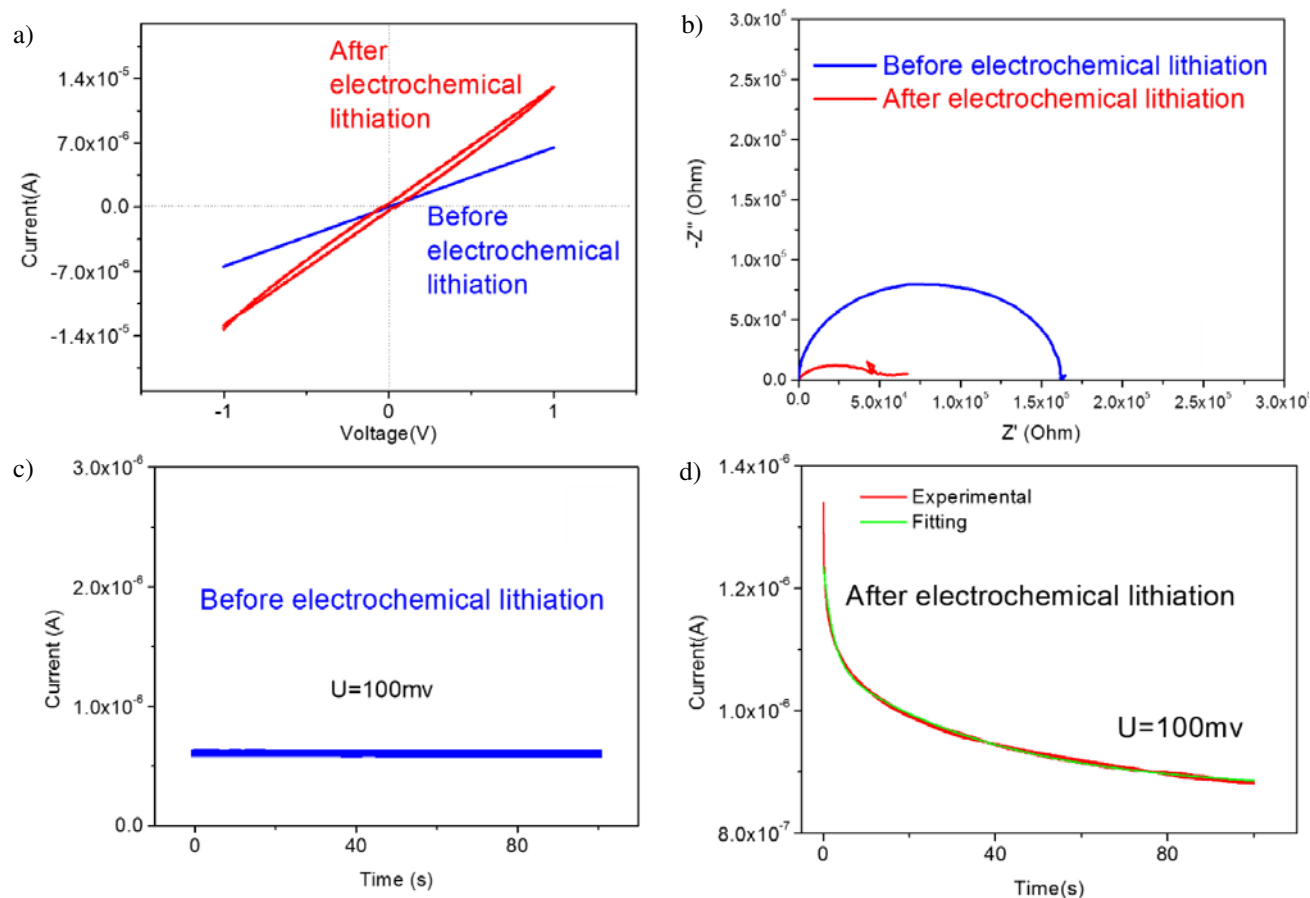 a)
After
electrochemical
lithiation
Before
electrochemical
lithiation
1.4x10⁻⁵
7.0x10⁻⁶
0.0
-7.0x10⁻⁶
-1.4x10⁻⁵
Current(A)
-1 0 1
Voltage(V)
b)
Before electrochemical lithiation
After electrochemical lithiation
3.0x10⁵
2.5x10⁵
2.0x10⁵
1.5x10⁵
1.0x10⁵
5.0x10⁴
0.0
-Z" (Ohm)
0.0 5.0x10⁴ 1.0x10⁵ 1.5x10⁵ 2.0x10⁵ 2.5x10⁵ 3.0x10⁵
Z' (Ohm)
c)
3.0x10⁻⁶
2.0x10⁻⁶
1.0x10⁻⁶
0.0
Current (A)
Before electrochemical lithiation
U=100mv
0 40 80
Time (s)
d)
1.4x10⁻⁶
1.2x10⁻⁶
1.0x10⁻⁶
8.0x10⁻⁷
Current(A)
Experimental
Fitting
After electrochemical lithiation
U=100mv
0 40 80
Time(s)